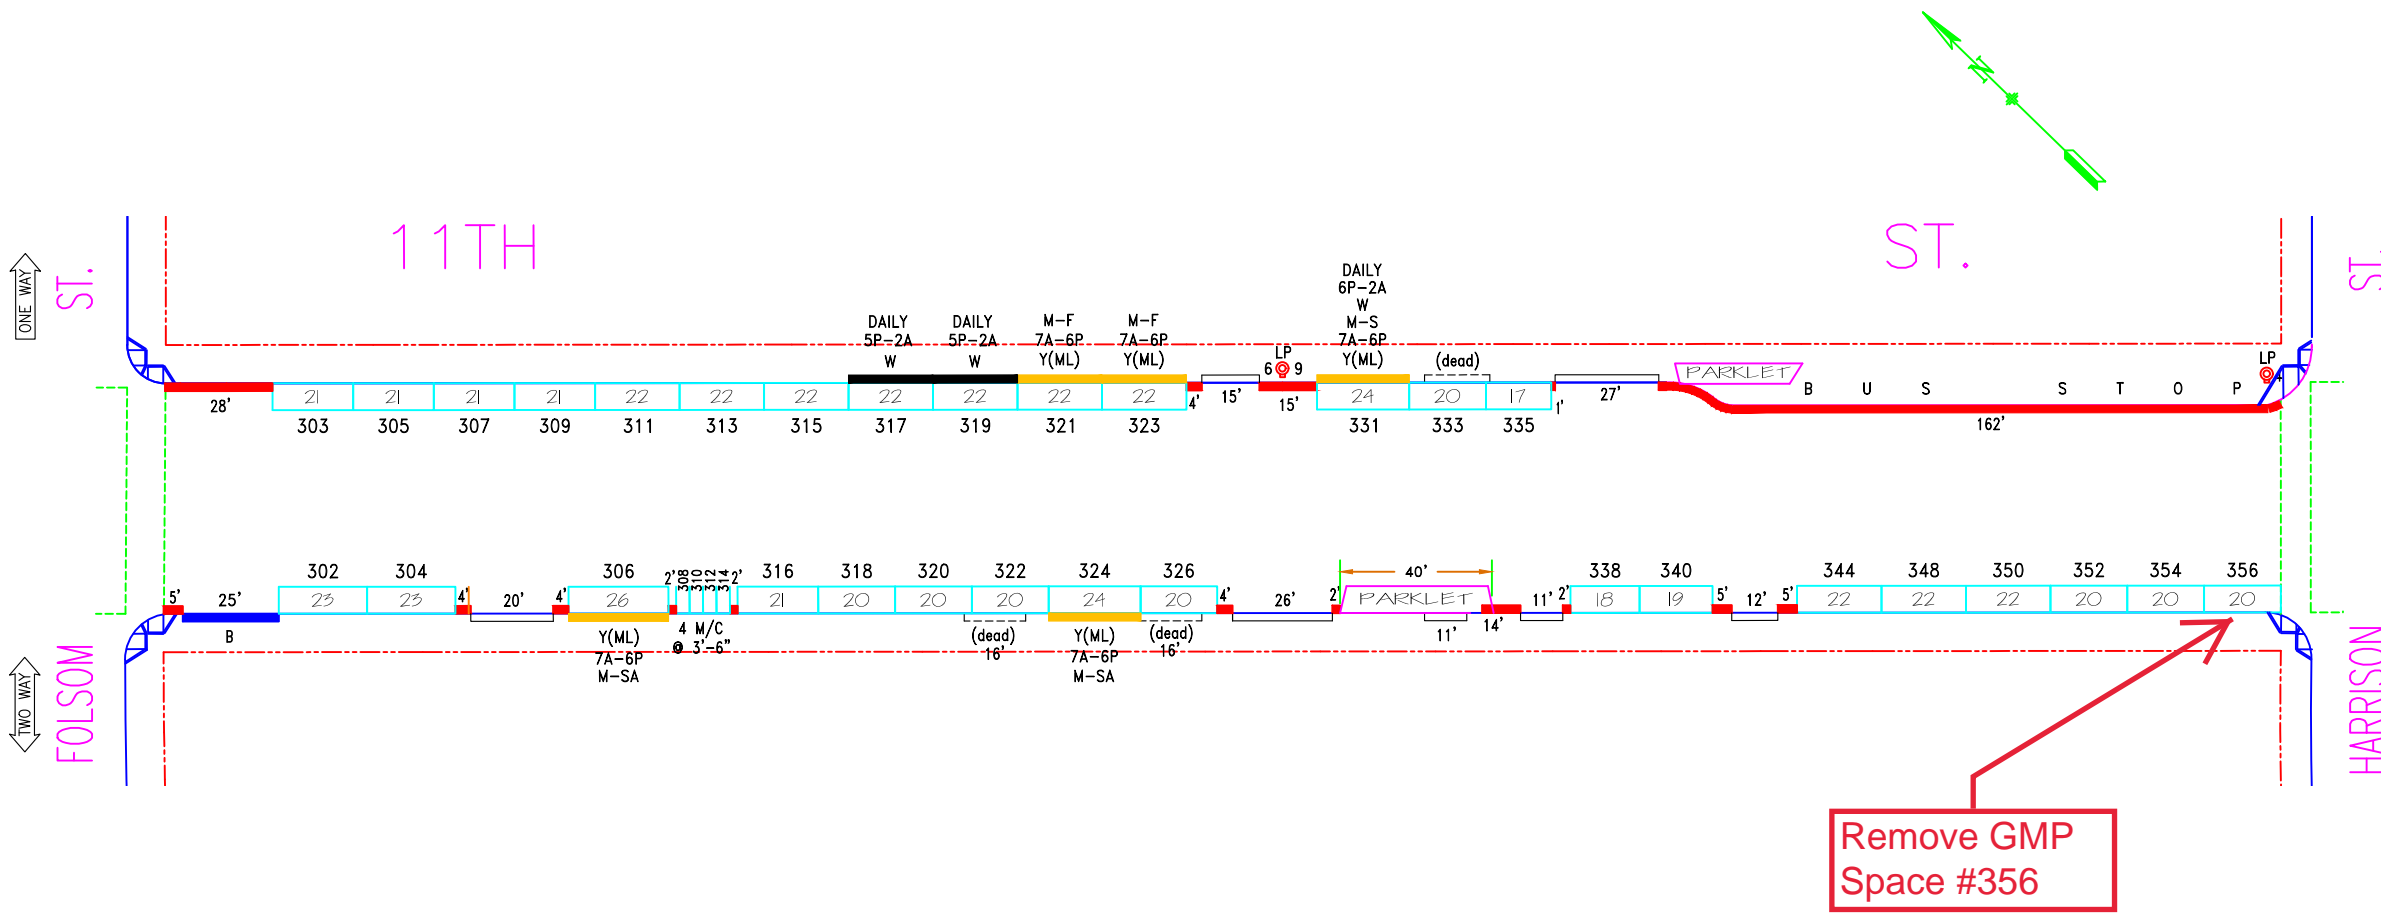 N
11TH ST.
ONE WAY
ST.
ST.
DAILY
6P-2A
W
M-S
7A-6P
Y(ML)
DAILY
5P-2A
W
DAILY
5P-2A
W
M-F
7A-6P
Y(ML)
M-F
7A-6P
Y(ML)
LP
6 9
(dead)
PARKLET
LP
4
BUS STOP
28'
21 21 21 21 22 22 22 22 22 22 22
4'
15'
15'
24 20 17
1'
27'
162'
303 305 307 309 311 313 315 317 319 321 323 331 333 335
302 304 306 308 310 312 314 316 318 320 322 324 326 338 340 344 348 350 352 354 356
5'
25'
23 23
4'
20'
4'
26
2'
2'
21 20 20 20 24 20
4'
26'
2'
40'
PARKLET
11'
2'
18 19
5'
12'
5'
22 22 22 20 20 20
B
Y(ML)
7A-6P
M-SA
4 M/C
@ 3'-6"
(dead)
16'
Y(ML)
7A-6P
M-SA
(dead)
16'
11'
14'
TWO WAY
FOLSOM
HARRISON
Remove GMP
Space #356